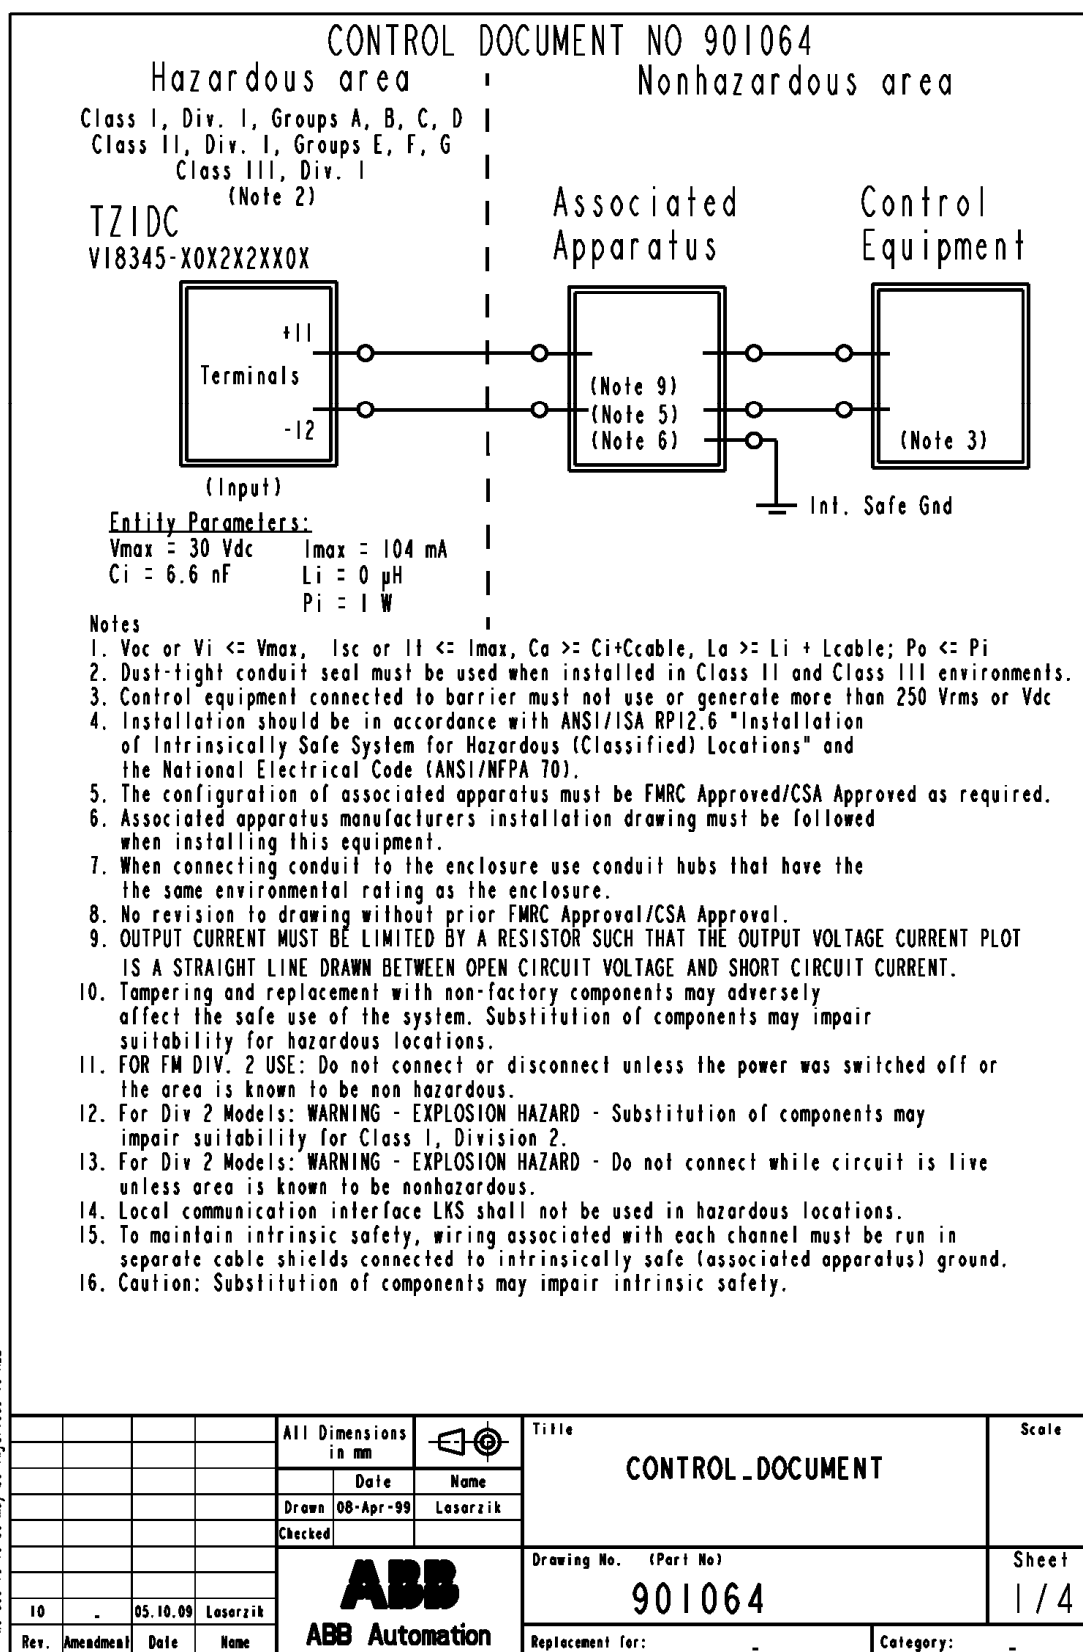 CONTROL DOCUMENT NO 901064
Hazardous area
Nonhazardous area
Class I, Div. I, Groups A, B, C, D
Class II, Div. I, Groups E, F, G
Class III, Div. I
(Note 2)
TZIDC
V18345-X0X2X2XX0X
Associated
Apparatus
Control
Equipment
+11
Terminals
-12
(Input)
(Note 9)
(Note 5)
(Note 6)
(Note 3)
Int. Safe Gnd
Entity Parameters:
Vmax = 30 Vdc Imax = 104 mA
Ci = 6.6 nF Li = 0 µH
Pi = 1 W
Notes
1. Voc or Vi <= Vmax, Isc or It <= Imax, Ca >= Ci+Ccable, La >= Li + Lcable; Po <= Pi
2. Dust-tight conduit seal must be used when installed in Class II and Class III environments.
3. Control equipment connected to barrier must not use or generate more than 250 Vrms or Vdc
4. Installation should be in accordance with ANSI/ISA RP12.6 "Installation
of Intrinsically Safe System for Hazardous (Classified) Locations" and
the National Electrical Code (ANSI/NFPA 70).
5. The configuration of associated apparatus must be FMRC Approved/CSA Approved as required.
6. Associated apparatus manufacturers installation drawing must be followed
when installing this equipment.
7. When connecting conduit to the enclosure use conduit hubs that have the
the same environmental rating as the enclosure.
8. No revision to drawing without prior FMRC Approval/CSA Approval.
9. OUTPUT CURRENT MUST BE LIMITED BY A RESISTOR SUCH THAT THE OUTPUT VOLTAGE CURRENT PLOT
IS A STRAIGHT LINE DRAWN BETWEEN OPEN CIRCUIT VOLTAGE AND SHORT CIRCUIT CURRENT.
10. Tampering and replacement with non-factory components may adversely
affect the safe use of the system. Substitution of components may impair
suitability for hazardous locations.
11. FOR FM DIV. 2 USE: Do not connect or disconnect unless the power was switched off or
the area is known to be non hazardous.
12. For Div 2 Models: WARNING - EXPLOSION HAZARD - Substitution of components may
impair suitability for Class I, Division 2.
13. For Div 2 Models: WARNING - EXPLOSION HAZARD - Do not connect while circuit is live
unless area is known to be nonhazardous.
14. Local communication interface LKS shall not be used in hazardous locations.
15. To maintain intrinsic safety, wiring associated with each channel must be run in
separate cable shields connected to intrinsically safe (associated apparatus) ground.
16. Caution: Substitution of components may impair intrinsic safety.
All Dimensions
in mm
Title
CONTROL_DOCUMENT
Scale
Date Name
Drawn 08-Apr-99 Lasarzik
Checked
ABB
ABB Automation
Drawing No. (Part No)
901064
Sheet
1/4
10 - 05.10.09 Lasarzik
Rev. Amendment Date Name
Replacement for: -
Category: -